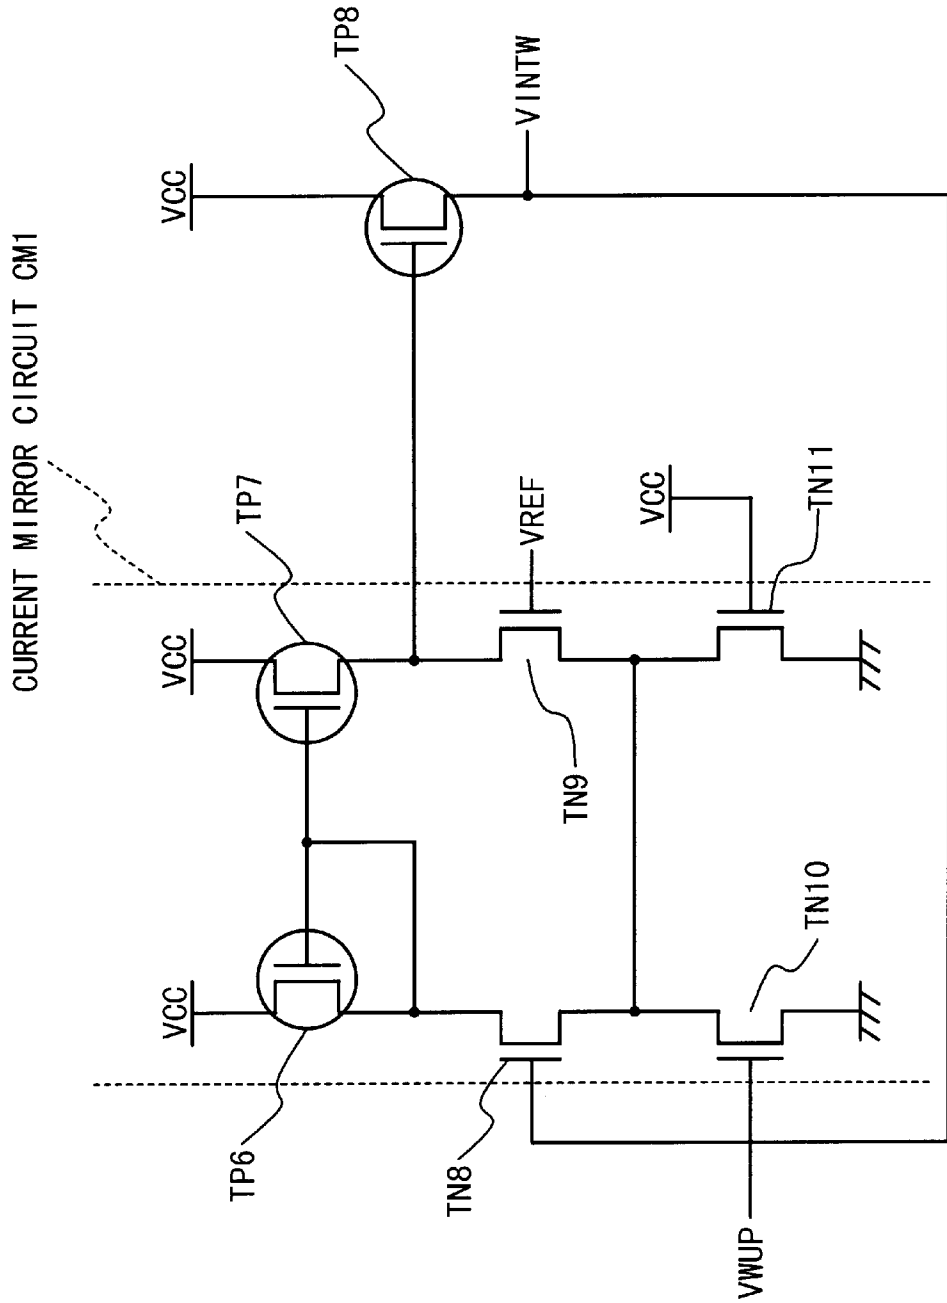 CURRENT MIRROR CIRCUIT CM1
VCC
VCC
VCC
TP6
TP7
TP8
TN8
VREF
VINTW
TN9
VCC
VWUP
TN10
TN11